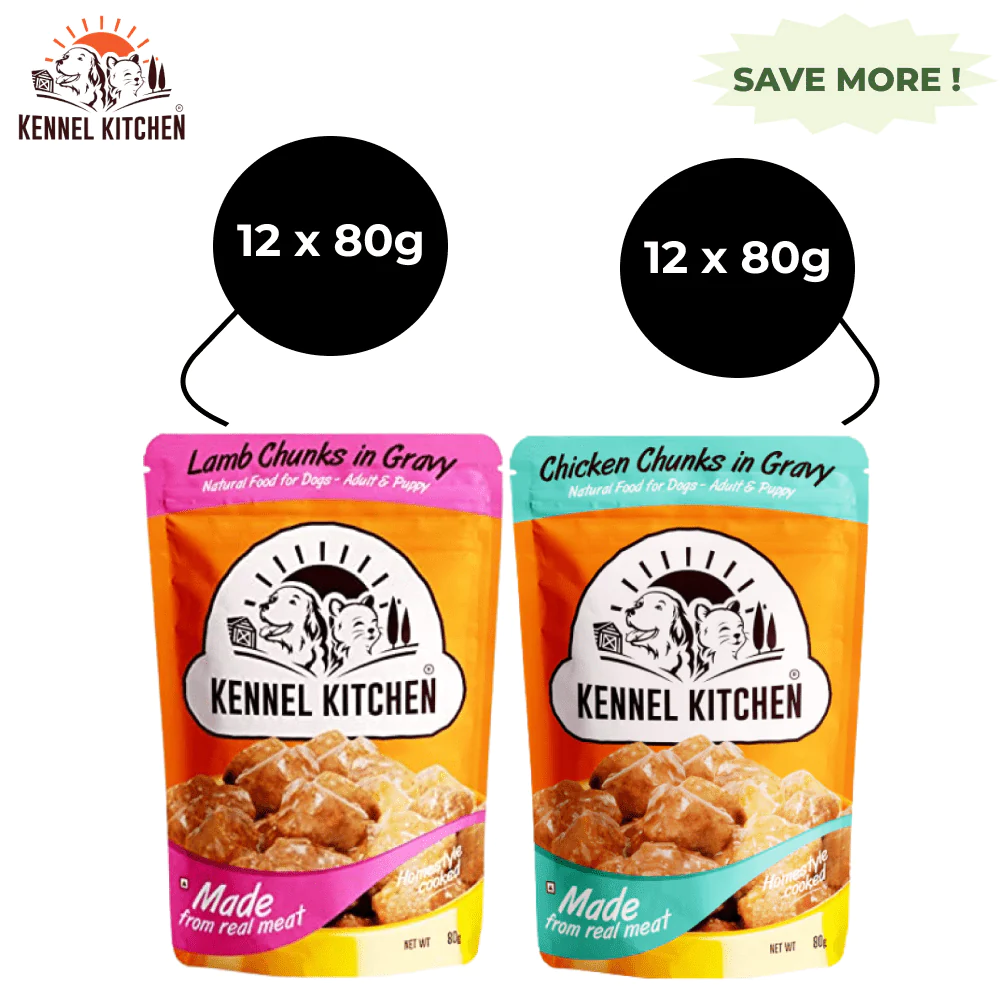 KENNEL KITCHEN
®
SAVE MORE !
12 x 80g
12 x 80g
Lamb Chunks in Gravy
Natural Food for Dogs - Adult & Puppy
KENNEL KITCHEN
®
Made
from real meat
Homestyle
cooked
NET WT 80g
Chicken Chunks in Gravy
Natural Food for Dogs - Adult & Puppy
KENNEL KITCHEN
®
Made
from real meat
Homestyle
cooked
NET WT 80g